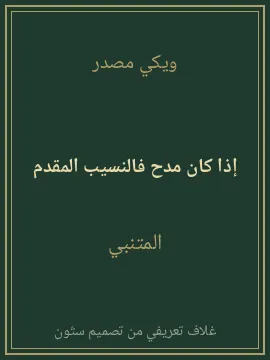 ويكي مصدر
إذا كان مدح فالنسيب المقدم
المتنبي
غلاف تعريفي من تصميم سثون